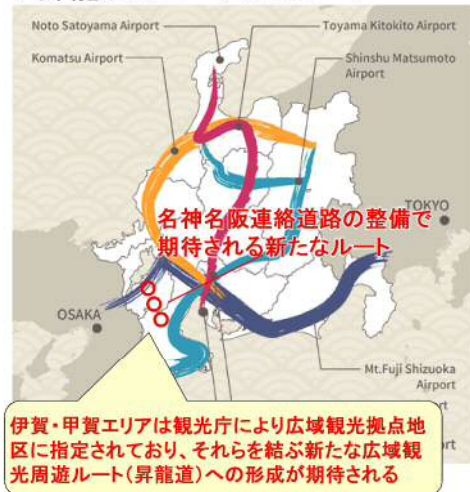 Noto Satoyama Airport
Toyama Kitokito Airport
Komatsu Airport
Shinshu Matsumoto
Airport
名神名阪連絡道路の整備で
期待される新たなルート
TOKYO
OSAKA
Mt.Fuji Shizuoka
Airport
伊賀・甲賀エリアは観光庁により広域観光拠点地
区に指定されており、それらを結ぶ新たな広域観
光周遊ルート(昇龍道)への形成が期待される